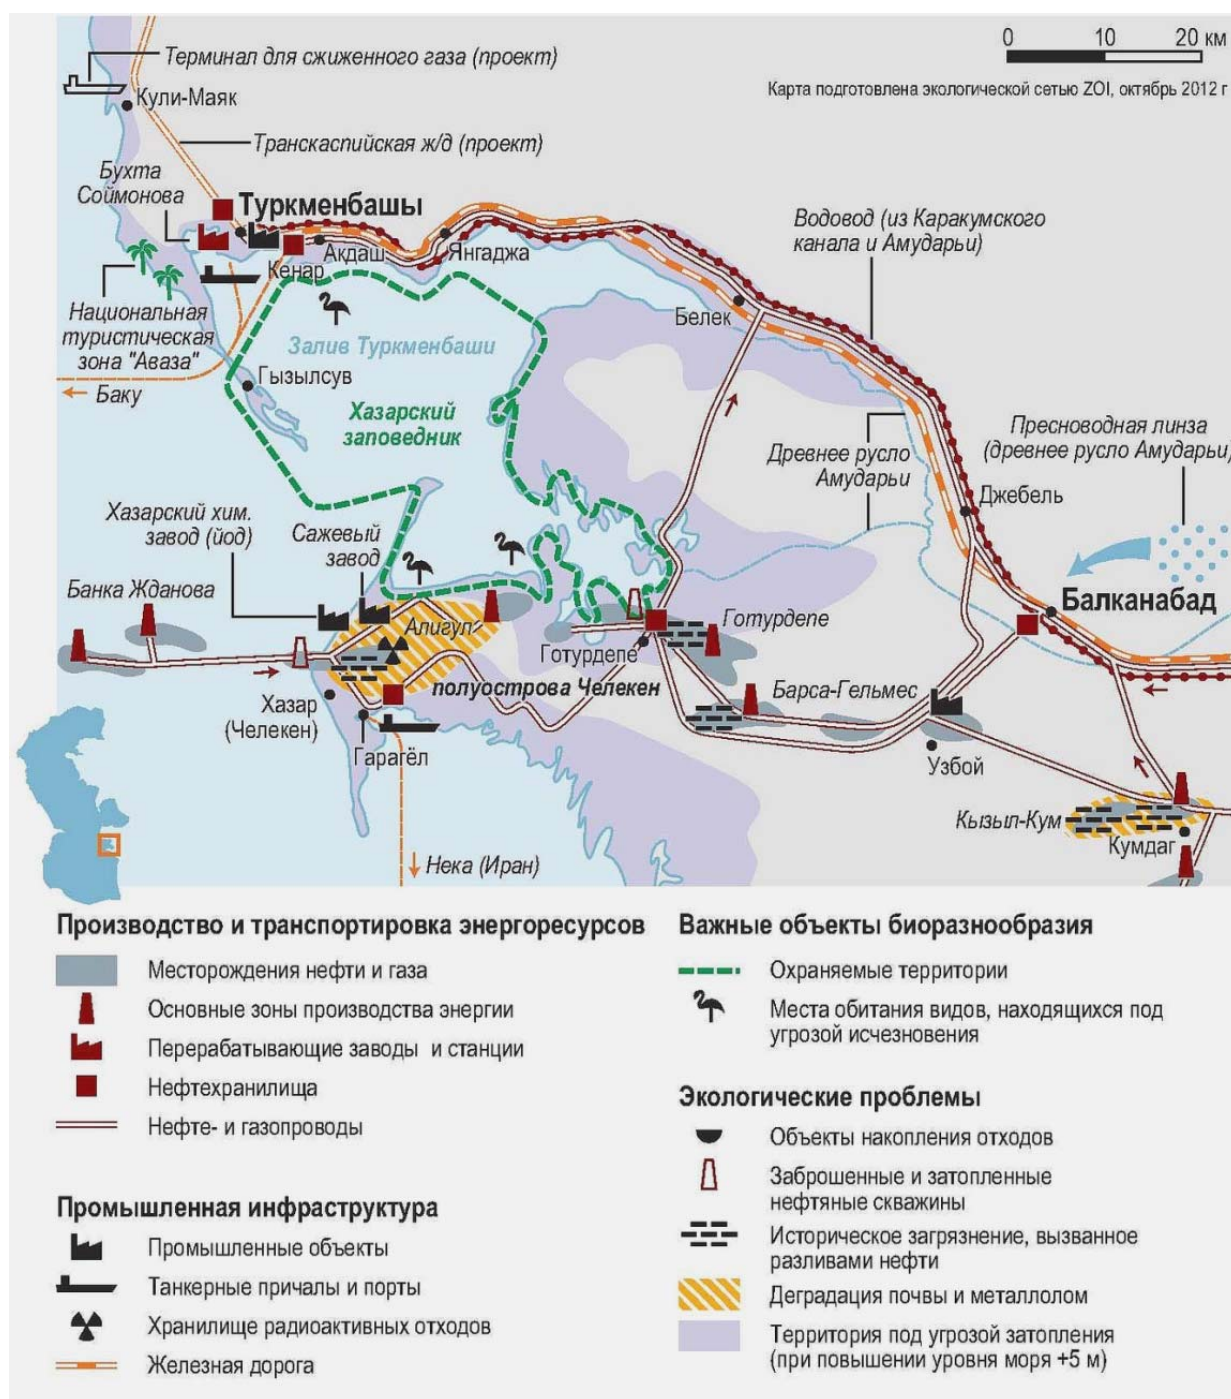 Терминал для сжиженного газа (проект)
0 10 20 км
Карта подготовлена экологической сетью ZOI, октябрь 2012 г
Кули-Маяк
Транскаспийская ж/д (проект)
Бухта
Соймонова
Туркменбашы
Водовод (из Каракумского
канала и Амударьи)
Акдаш
Янгаджа
Кенар
Национальная
туристическая
зона "Аваза"
Белек
Залив Туркменбаши
Гызылсув
Баку
Хазарский
заповедник
Пресноводная линза
(древнее русло Амударьи)
Древнее русло
Амударьи
Джебель
Хазарский хим.
завод (йод)
Сажевый
завод
Банка Жданова
Балканабад
Алигул
Готурдепе
Готурдепе
полуострова Челекен
Барса-Гельмес
Хазар
(Челекен)
Гарагёл
Узбой
Кызыл-Кум
Кумдаг
Нека (Иран)
Производство и транспортировка энергоресурсов
Месторождения нефти и газа
Основные зоны производства энергии
Перерабатывающие заводы и станции
Нефтехранилища
Нефте- и газопроводы
Промышленная инфраструктура
Промышленные объекты
Танкерные причалы и порты
Хранилище радиоактивных отходов
Железная дорога
Важные объекты биоразнообразия
Охраняемые территории
Места обитания видов, находящихся под
угрозой исчезновения
Экологические проблемы
Объекты накопления отходов
Заброшенные и затопленные
нефтяные скважины
Историческое загрязнение, вызванное
разливами нефти
Деградация почвы и металлолом
Территория под угрозой затопления
(при повышении уровня моря +5 м)